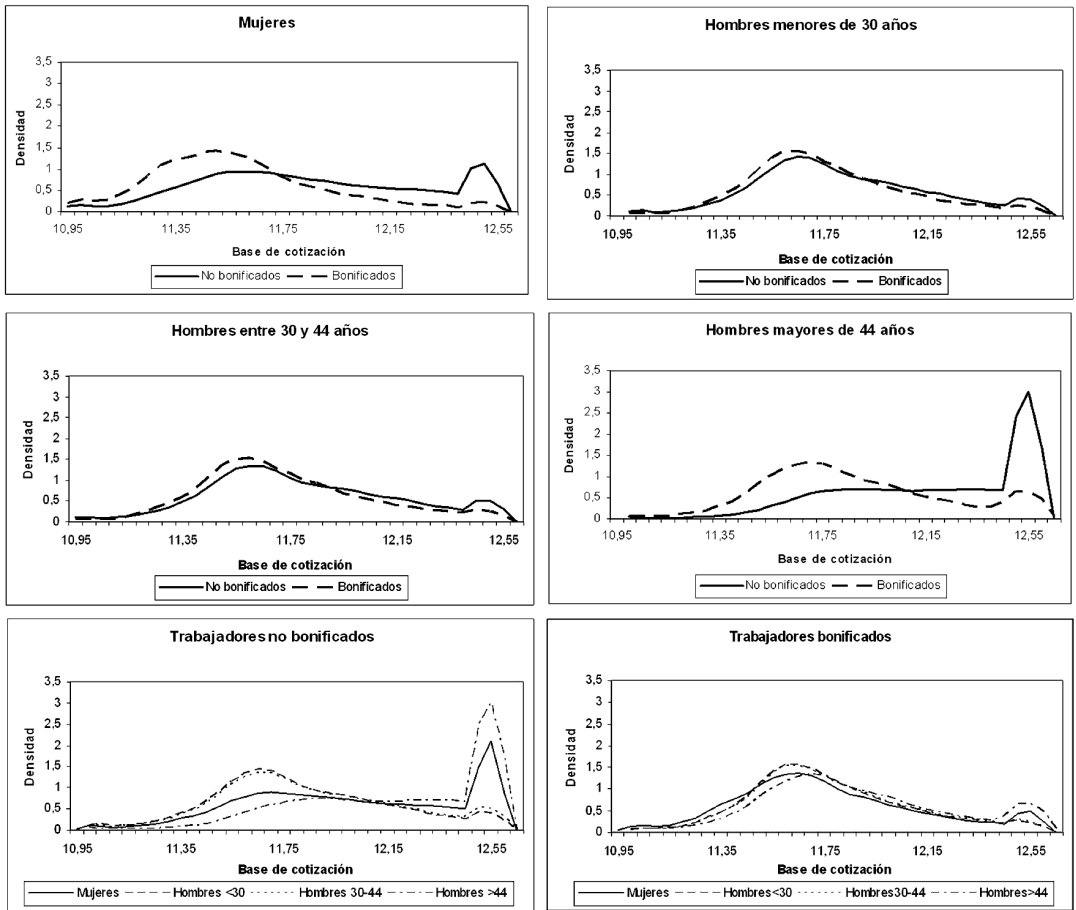 Mujeres
3,5
3
2,5
2
1,5
1
0,5
0
Densidad
10,95 11,35 11,75 12,15 12,55
Base de cotización
No bonificados Bonificados
Hombres menores de 30 años
3,5
3
2,5
2
1,5
1
0,5
0
Densidad
10,95 11,35 11,75 12,15 12,55
Base de cotización
No bonificados Bonificados
Hombres entre 30 y 44 años
3,5
3
2,5
2
1,5
1
0,5
0
Densidad
10,95 11,35 11,75 12,15 12,55
Base de cotización
No bonificados Bonificados
Hombres mayores de 44 años
3,5
3
2,5
2
1,5
1
0,5
0
Densidad
10,95 11,35 11,75 12,15 12,55
Base de cotización
No bonificados Bonificados
Trabajadores no bonificados
3,5
3
2,5
2
1,5
1
0,5
0
Densidad
10,95 11,35 11,75 12,15 12,55
Base de cotización
Mujeres Hombres <30 Hombres 30-44 Hombres >44
Trabajadores bonificados
3,5
3
2,5
2
1,5
1
0,5
0
Densidad
10,95 11,35 11,75 12,15 12,55
Base de cotización
Mujeres Hombres<30 Hombres30-44 Hombres>44